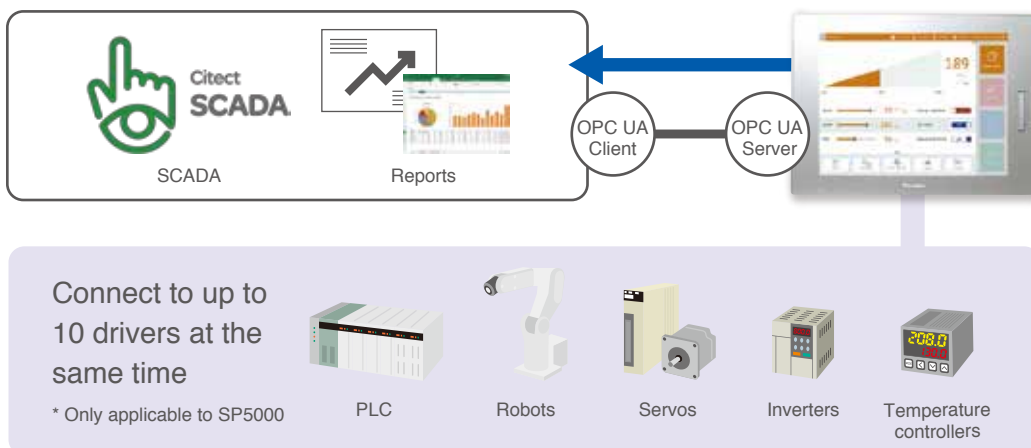 Citect
SCADA
SCADA
Reports
OPC UA
Client
OPC UA
Server
189
Connect to up to
10 drivers at the
same time
* Only applicable to SP5000
PLC
Robots
Servos
Inverters
208.0
Temperature
controllers